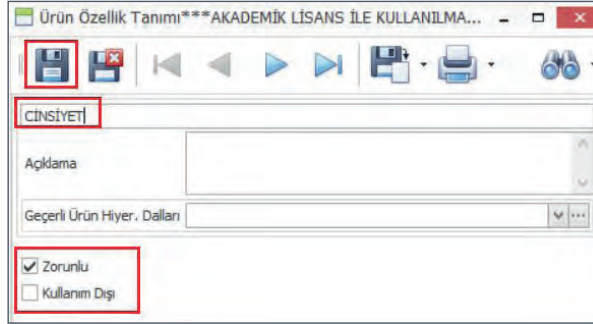 Ürün Özellik Tanımı***AKADEMİK LİSANS İLE KULLANILMA...
CİNSİYET
Açıklama
Geçerli Ürün Hiyer. Dalları
Zorunlu
Kullanım Dışı